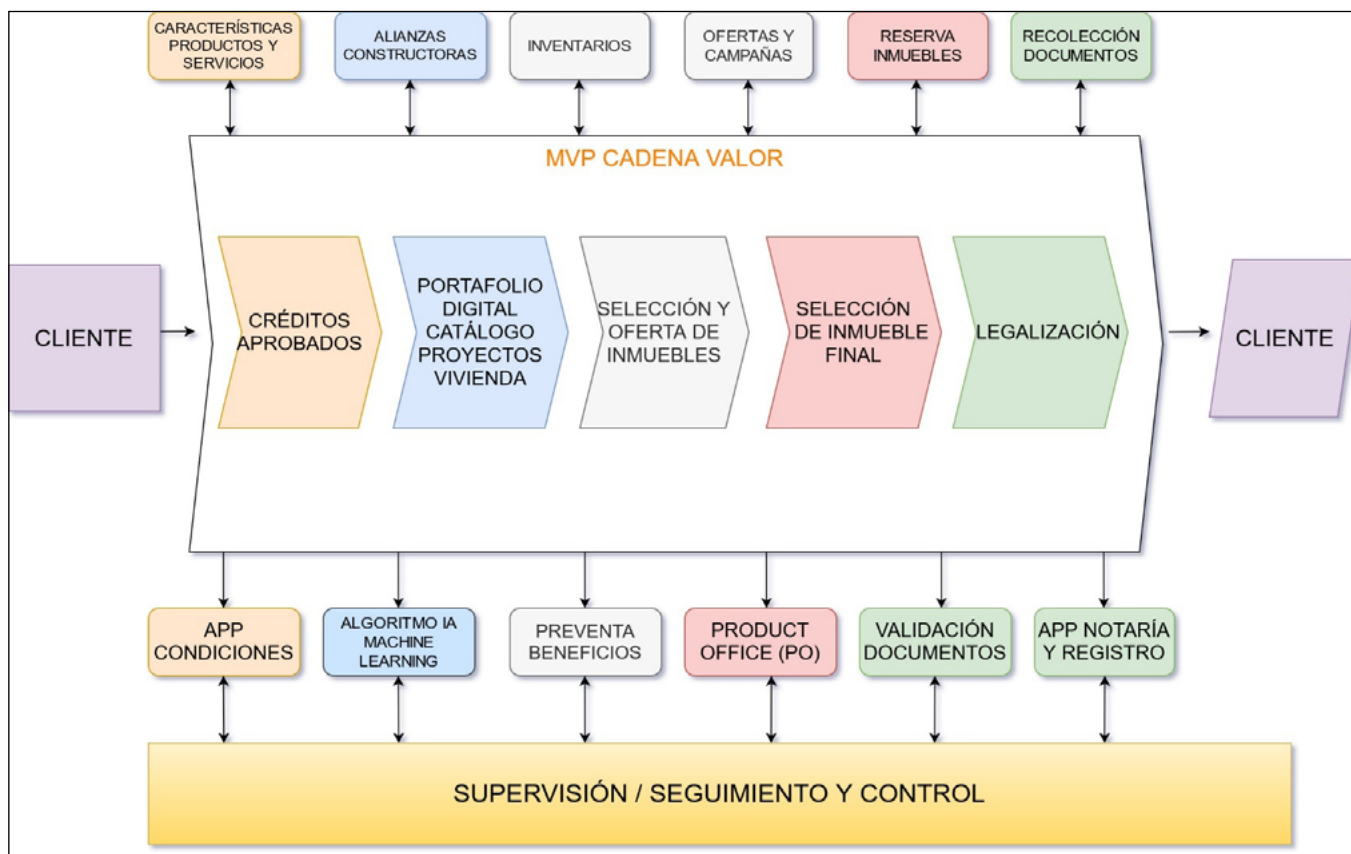 CARACTERÍSTICAS
PRODUCTOS Y
SERVICIOS
ALIANZAS
CONSTRUCTORAS
INVENTARIOS
OFERTAS Y
CAMPAÑAS
RESERVA
INMUEBLES
RECOLECCIÓN
DOCUMENTOS
MVP CADENA VALOR
CLIENTE
CRÉDITOS
APROBADOS
PORTAFOLIO
DIGITAL
CATÁLOGO
PROYECTOS
VIVIENDA
SELECCIÓN Y
OFERTA DE
INMUEBLES
SELECCIÓN
DE INMUEBLE
FINAL
LEGALIZACIÓN
CLIENTE
APP
CONDICIONES
ALGORITMO IA
MACHINE
LEARNING
PREVENTA
BENEFICIOS
PRODUCT
OFFICE (PO)
VALIDACIÓN
DOCUMENTOS
APP NOTARÍA
Y REGISTRO
SUPERVISIÓN / SEGUIMIENTO Y CONTROL